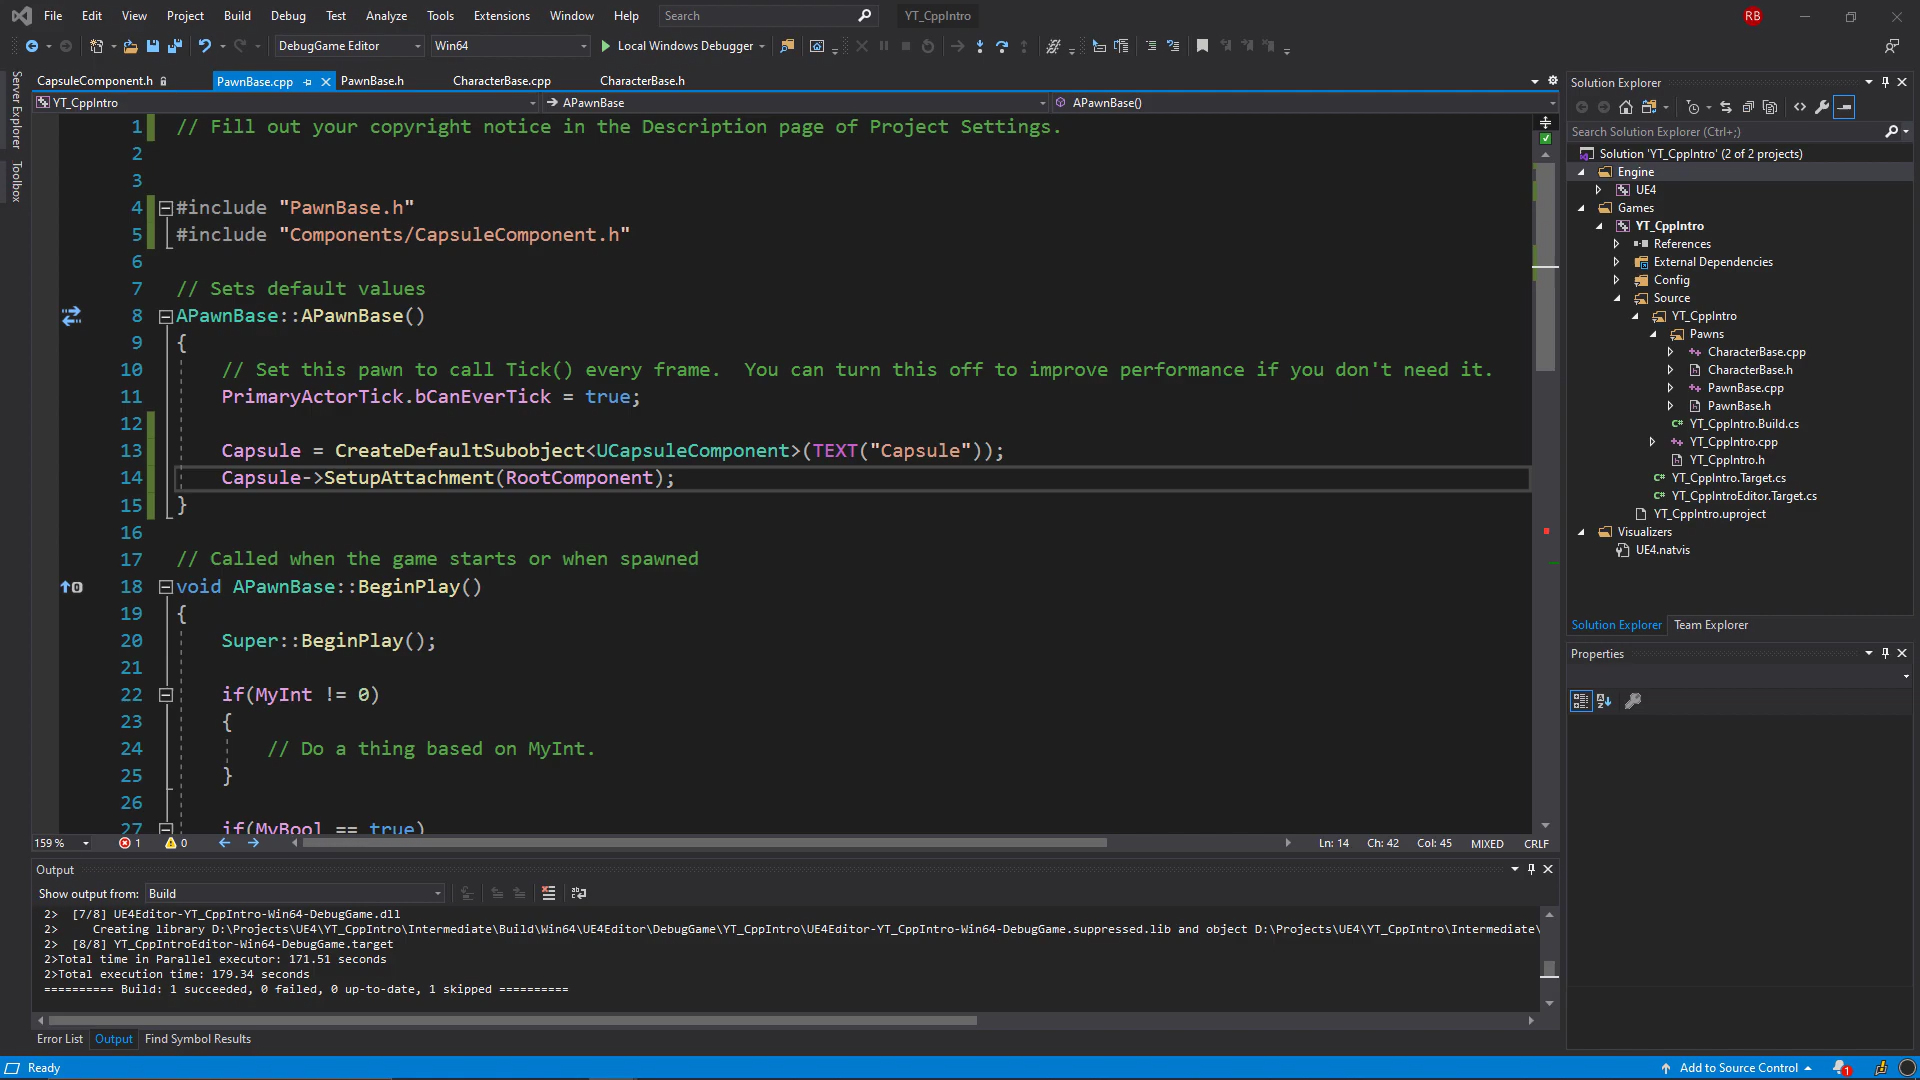 File Edit View Project Build Debug Test Analyze Tools Extensions Window Help Search YT_CppIntro RB
DebugGame Editor Win64 Local Windows Debugger
Server Explorer
Toolbox
CapsuleComponent.h PawnBase.cpp PawnBase.h CharacterBase.cpp CharacterBase.h
YT_CppIntro APawnBase APawnBase()
1 // Fill out your copyright notice in the Description page of Project Settings.
2
3
4 #include "PawnBase.h"
5 #include "Components/CapsuleComponent.h"
6
7 // Sets default values
8 APawnBase::APawnBase()
9 {
10 // Set this pawn to call Tick() every frame.  You can turn this off to improve performance if you don't need it.
11 PrimaryActorTick.bCanEverTick = true;
12
13 Capsule = CreateDefaultSubobject<UCapsuleComponent>(TEXT("Capsule"));
14 Capsule->SetupAttachment(RootComponent);
15 }
16
17 // Called when the game starts or when spawned
18 void APawnBase::BeginPlay()
19 {
20 Super::BeginPlay();
21
22 if(MyInt != 0)
23 {
24 // Do a thing based on MyInt.
25 }
26
27 if(MyBool == true)
159 % 1 0 Ln: 14 Ch: 42 Col: 45 MIXED CRLF
Output
Show output from: Build
2> [7/8] UE4Editor-YT_CppIntro-Win64-DebugGame.dll
2> Creating library D:\Projects\UE4\YT_CppIntro\Intermediate\Build\Win64\UE4Editor\DebugGame\YT_CppIntro\UE4Editor-YT_CppIntro-Win64-DebugGame.suppressed.lib and object D:\Projects\UE4\YT_CppIntro\Intermediate\
2> [8/8] YT_CppIntroEditor-Win64-DebugGame.target
2>Total time in Parallel executor: 171.51 seconds
2>Total execution time: 179.34 seconds
========== Build: 1 succeeded, 0 failed, 0 up-to-date, 1 skipped ==========
Error List Output Find Symbol Results
Ready Add to Source Control 1
Solution Explorer
Search Solution Explorer (Ctrl+;)
Solution 'YT_CppIntro' (2 of 2 projects)
Engine
UE4
Games
YT_CppIntro
References
External Dependencies
Config
Source
YT_CppIntro
Pawns
CharacterBase.cpp
CharacterBase.h
PawnBase.cpp
PawnBase.h
YT_CppIntro.Build.cs
YT_CppIntro.cpp
YT_CppIntro.h
YT_CppIntro.Target.cs
YT_CppIntroEditor.Target.cs
YT_CppIntro.uproject
Visualizers
UE4.natvis
Solution Explorer Team Explorer
Properties